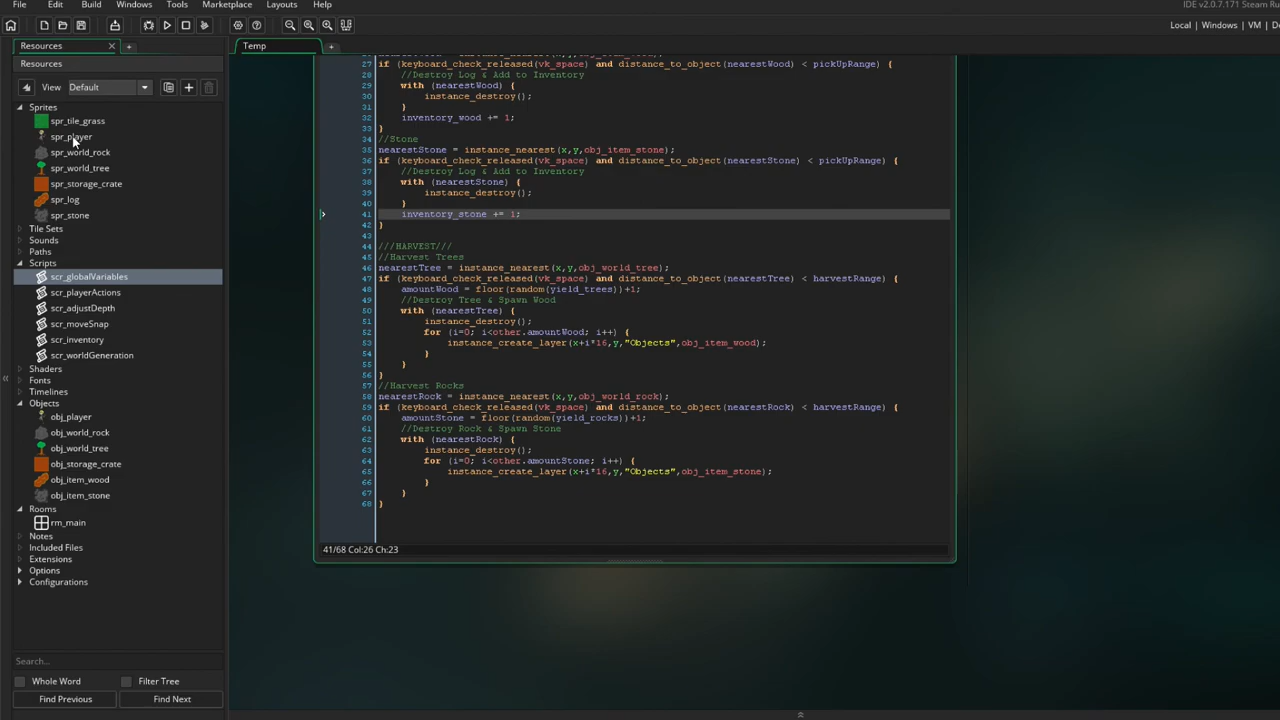 File Edit Build Windows Tools Marketplace Layouts Help
IDE v2.0.7.171 Steam Ru
Local | Windows | VM | De
Resources
Temp
Resources
View Default
Sprites
spr_tile_grass
spr_player
spr_world_rock
spr_world_tree
spr_storage_crate
spr_log
spr_stone
Tile Sets
Sounds
Paths
Scripts
scr_globalVariables
scr_playerActions
scr_adjustDepth
scr_moveSnap
scr_inventory
scr_worldGeneration
Shaders
Fonts
Timelines
Objects
obj_player
obj_world_rock
obj_world_tree
obj_storage_crate
obj_item_wood
obj_item_stone
Rooms
rm_main
Notes
Included Files
Extensions
Options
Configurations
Search...
Whole Word Filter Tree
Find Previous Find Next
27 if (keyboard_check_released(vk_space) and distance_to_object(nearestWood) < pickUpRange) {
28 //Destroy Log & Add to Inventory
29 with (nearestWood) {
30 instance_destroy();
31 }
32 inventory_wood += 1;
33 }
34 //Stone
35 nearestStone = instance_nearest(x,y,obj_item_stone);
36 if (keyboard_check_released(vk_space) and distance_to_object(nearestStone) < pickUpRange) {
37 //Destroy Log & Add to Inventory
38 with (nearestStone) {
39 instance_destroy();
40 }
41 inventory_stone += 1;
42 }
43
44 ///HARVEST///
45 //Harvest Trees
46 nearestTree = instance_nearest(x,y,obj_world_tree);
47 if (keyboard_check_released(vk_space) and distance_to_object(nearestTree) < harvestRange) {
48 amountWood = floor(random(yield_trees)+1;
49 //Destroy Tree & Spawn Wood
50 with (nearestTree) {
51 instance_destroy();
52 for (i=0; i<other.amountWood; i++) {
53 instance_create_layer(x+i*16,y,"Objects",obj_item_wood);
54 }
55 }
56 }
57 //Harvest Rocks
58 nearestRock = instance_nearest(x,y,obj_world_rock);
59 if (keyboard_check_released(vk_space) and distance_to_object(nearestRock) < harvestRange) {
60 amountStone = floor(random(yield_rocks)+1;
61 //Destroy Rock & Spawn Stone
62 with (nearestRock) {
63 instance_destroy();
64 for (i=0; i<other.amountStone; i++) {
65 instance_create_layer(x+i*16,y,"Objects",obj_item_stone);
66 }
67 }
68 }
41/68 Col:26 Ch:23